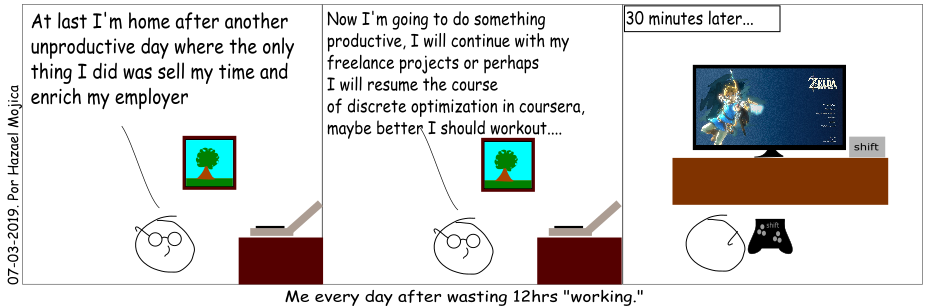 At last I'm home after another
unproductive day where the only
thing I did was sell my time and
enrich my employer
Now I'm going to do something
productive, I will continue with my
freelance projects or perhaps
I will resume the course
of discrete optimization in coursera,
maybe better I should workout....
30 minutes later...
ZELDA
shift
shift
07-03-2019. Por Hazael Mojica
Me every day after wasting 12hrs "working."